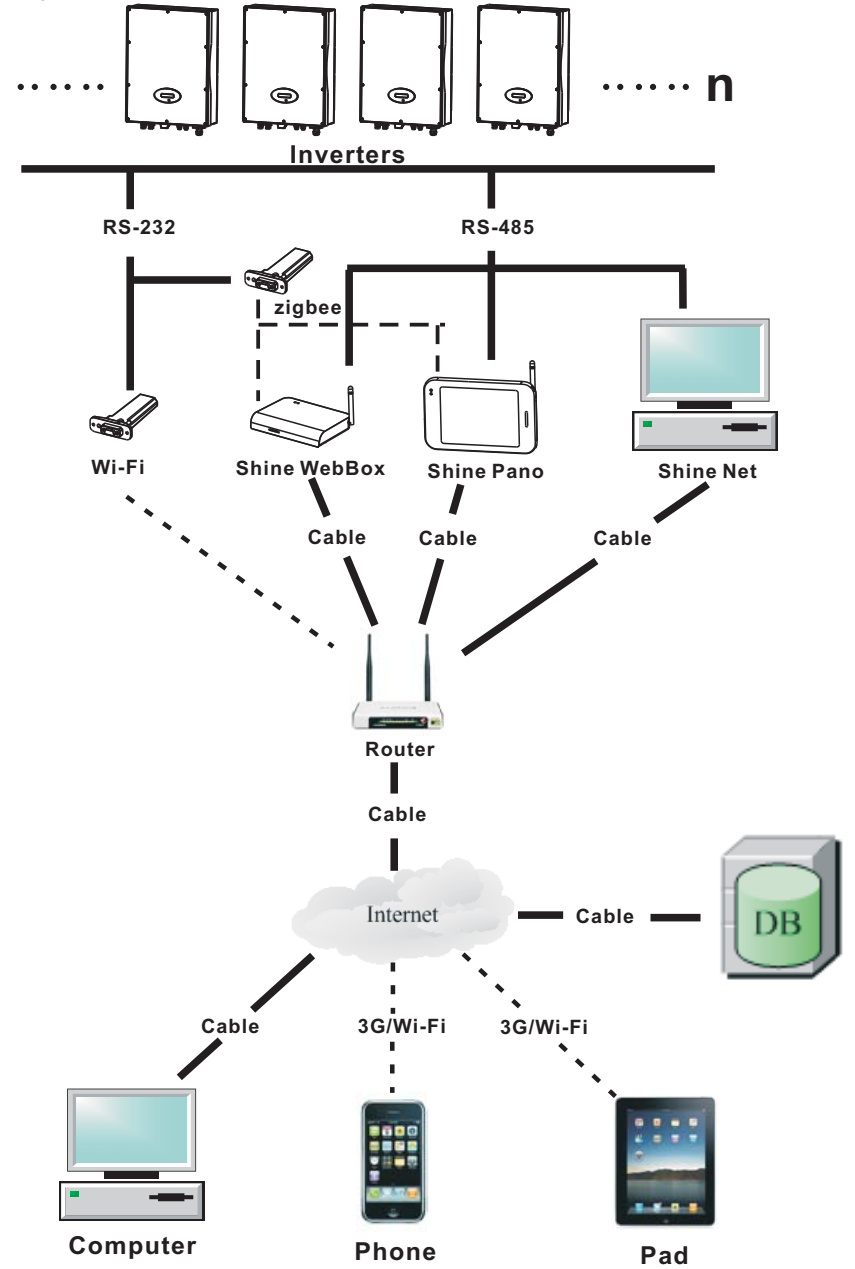 n
Inverters
RS-232
RS-485
zigbee
Wi-Fi
Shine WebBox
Shine Pano
Shine Net
Cable
Cable
Cable
Router
Cable
Internet
Cable
DB
Cable
3G/Wi-Fi
3G/Wi-Fi
Computer
Phone
Pad